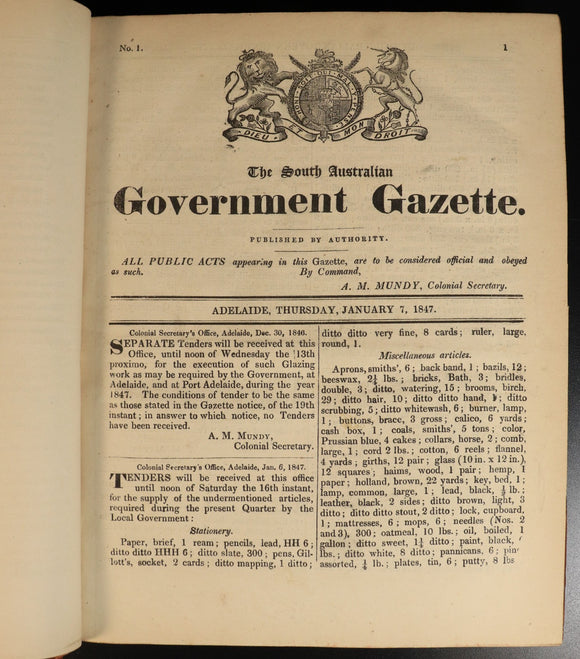 No. 1.
1
HONI SOIT QUI MAL Y PENSE
DIEU ET MON DROIT
The South Australian
Government Gazette.
PUBLISHED BY AUTHORITY.
ALL PUBLIC ACTS appearing in this Gazette, are to be considered official and obeyed
as such. By Command,
A. M. MUNDY, Colonial Secretary.
ADELAIDE, THURSDAY, JANUARY 7, 1847.
Colonial Secretary's Office, Adelaide, Dec. 30, 1846.
SEPARATE Tenders will be received at this
Office, until noon of Wednesday the 13th
proximo, for the execution of such Glazing
work as may be required by the Government, at
Adelaide, and at Port Adelaide, during the year
1847. The conditions of tender to be the same
as those stated in the Gazette notice, of the 19th
instant; in answer to which notice, no Tenders
have been received.
A. M. MUNDY,
Colonial Secretary.
Colonial Secretary's Office, Adelaide, Jan. 6, 1847.
TENDERS will be received at this office
until noon of Saturday the 16th instant,
for the supply of the undermentioned articles,
required during the present Quarter by the
Local Government:
Stationery.
Paper, brief, 1 ream; pencils, lead, HH 6;
ditto ditto HHH 6; ditto slate, 300; pens, Gil-
lott's, socket, 2 cards; ditto mapping, 1 ditto;
ditto ditto very fine, 8 cards; ruler, large,
round, 1.
Miscellaneous articles.
Aprons, smiths', 6; back band, 1; bazils, 12;
beeswax, 2½ lbs.; bricks, Bath, 3; bridles,
double, 3; ditto, watering, 15; brooms, birch,
29; ditto hair, 10; ditto ditto hand, ; ditto
scrubbing, 5; ditto whitewash, 6; burner, lamp,
1; buttons, brace, 3 gross; calico, 6 yards;
cash box, 1; coals, smiths', 5 tons; color,
Prussian blue, 4 cakes; collars, horse, 2; comb,
large, 1; cord 2 lbs.; cotton, 6 reels; flannel,
4 yards; girths, 12 pair; glass (10 in. x 12 in.),
12 squares; haims, wood, 1 pair; hemp, 1
paper; holland, brown, 22 yards; key, bed, 1;
lamp, common, large, 1; lead, black, ½ lb.;
leather, black, 2 sides; ditto brown, light, 3
ditto; ditto ditto stout, 2 ditto; lock, cupboard,
1; mattresses, 6; mops, 6; needles (Nos. 2
and 3), 300; oatmeal, 10 lbs.; oil, boiled, 1
gallon; ditto sweet, 1½ ditto; paint, black,
lbs.; ditto white, 8 ditto; pannicans, 6;
assorted, ¼ lb.; plates, tin, 6; putty, 8 lbs